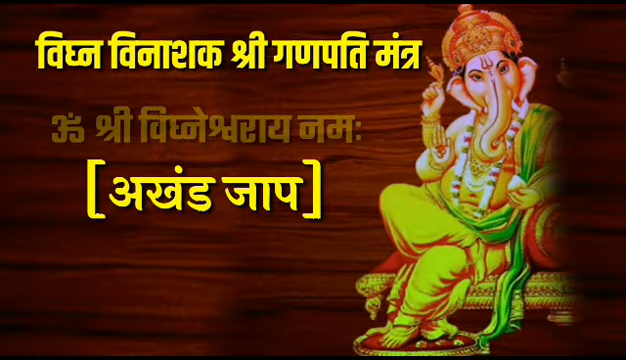 विघ्न विनाशक श्री गणपति मंत्र
ॐ श्री विघ्नेश्वराय नमः
[अखंड जाप]